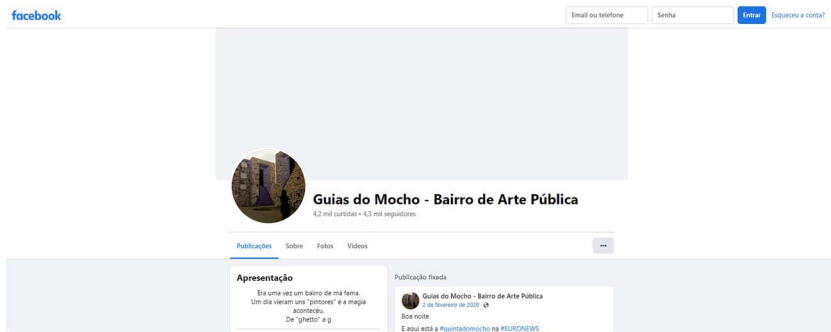 facebook
Email ou telefone
Senha
Entrar
Esqueceu a conta?
Guias do Mocho - Bairro de Arte Pública
4,2 mil curtidas • 4,3 mil seguidores
Publicações
Sobre
Fotos
Vídeos
Apresentação
Era uma vez um bairro de má fama.
Um dia vieram uns "pintores" e a magia
aconteceu.
De "ghetto" a g
Publicação fixada
Guias do Mocho - Bairro de Arte Pública
2 de fevereiro de 2020 ·
Boa noite
E aqui está a #quintadomocho na #EURONEWS